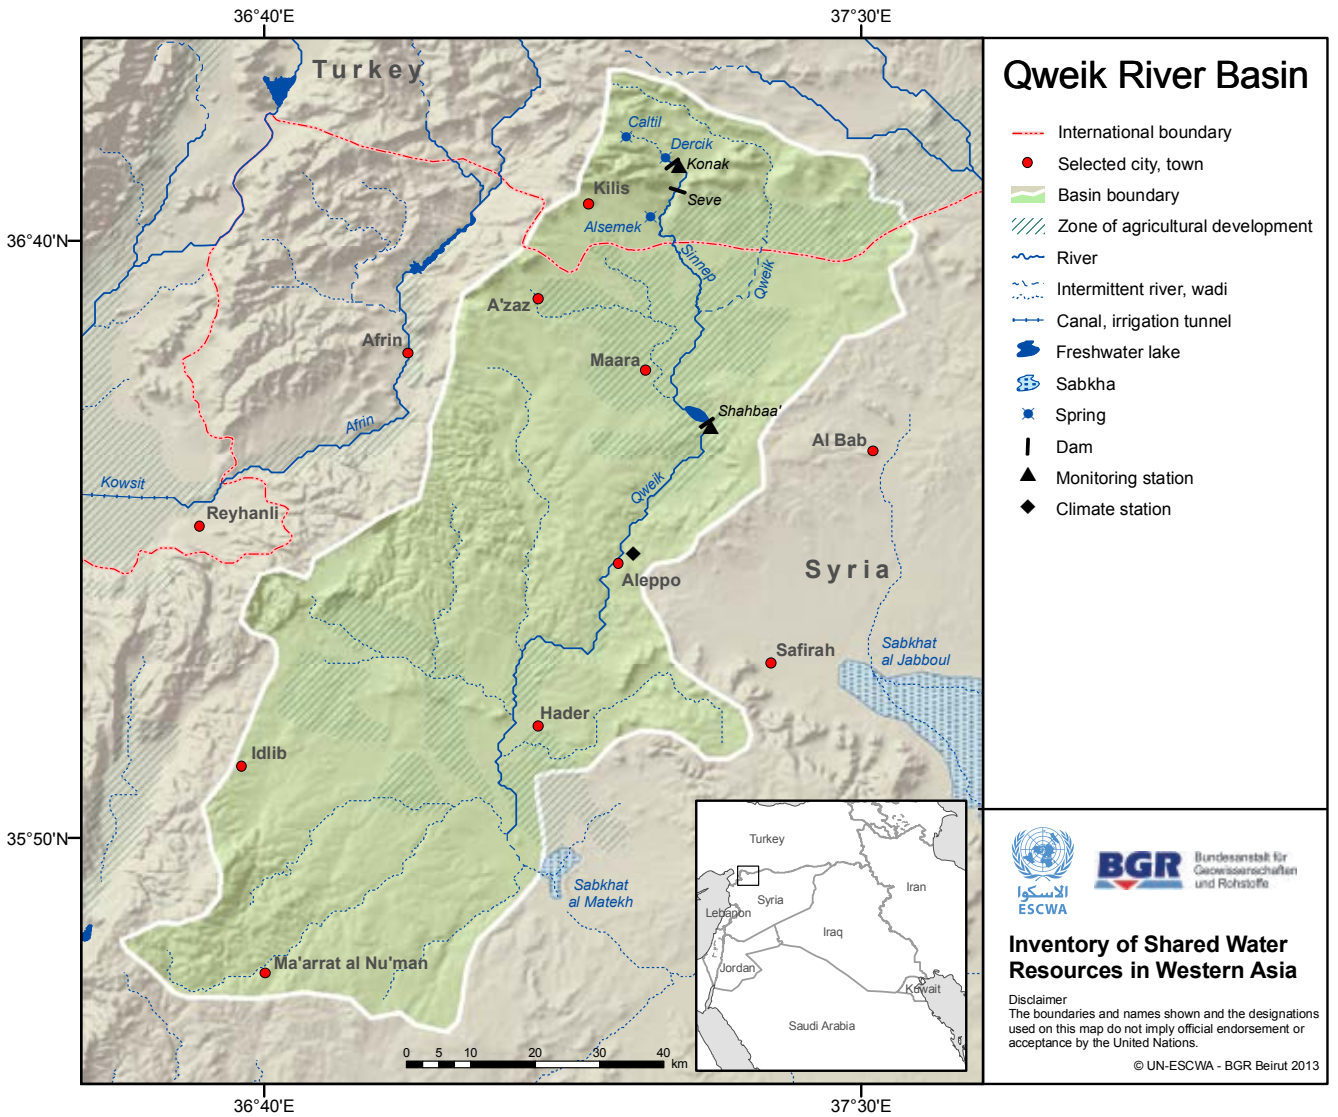 36°40'E
37°30'E
Turkey
Qweik River Basin
International boundary
Selected city, town
Basin boundary
Zone of agricultural development
River
Intermittent river, wadi
Canal, irrigation tunnel
Freshwater lake
Sabkha
Spring
Dam
Monitoring station
Climate station
Caltil
Dercik
Konak
Kilis
Seve
Alsemek
36°40'N
Sinnep
Qweik
A'zaz
Afrin
Maara
Shahbaa'
Afrin
Al Bab
Kowsit
Qweik
Reyhanli
Aleppo
Syria
Safirah
Sabkhat
al Jabboul
Hader
Idlib
35°50'N
Sabkhat
al Matekh
Ma'arrat al Nu'man
0 5 10 20 30 40
km
Turkey
Syria
Iran
Lebanon
Iraq
Jordan
Kuwait
Saudi Arabia
الاسكوا
ESCWA
BGR
Bundesanstalt für
Geowissenschaften
und Rohstoffe
Inventory of Shared Water
Resources in Western Asia
Disclaimer
The boundaries and names shown and the designations
used on this map do not imply official endorsement or
acceptance by the United Nations.
© UN-ESCWA - BGR Beirut 2013
36°40'E
37°30'E